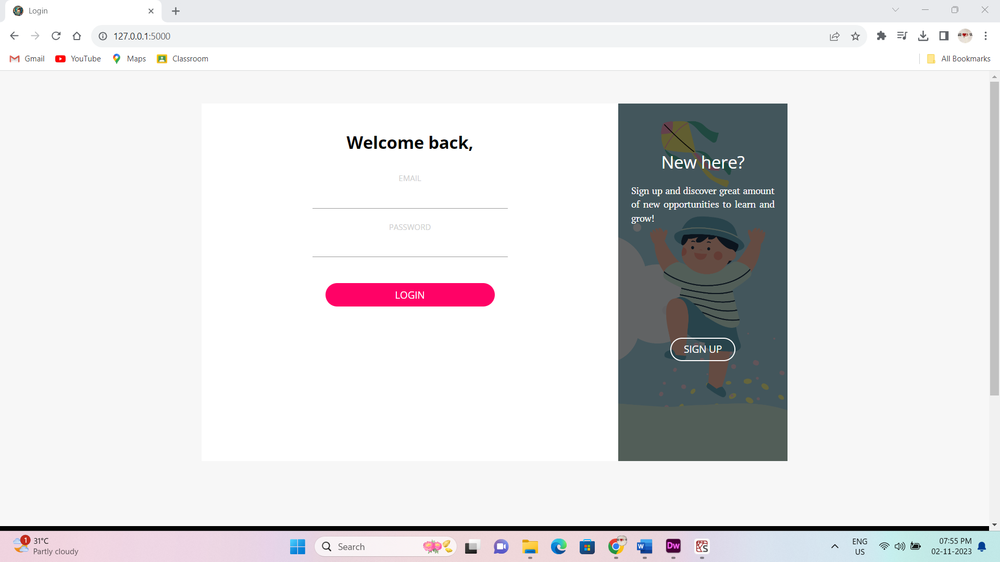 Login
127.0.0.1:5000
Gmail
YouTube
Maps
Classroom
All Bookmarks
Welcome back,
EMAIL
PASSWORD
LOGIN
New here?
Sign up and discover great amount
of new opportunities to learn and
grow!
SIGN UP
1
31°C
Partly cloudy
Search
W
Dw
ENG
US
07:55 PM
02-11-2023